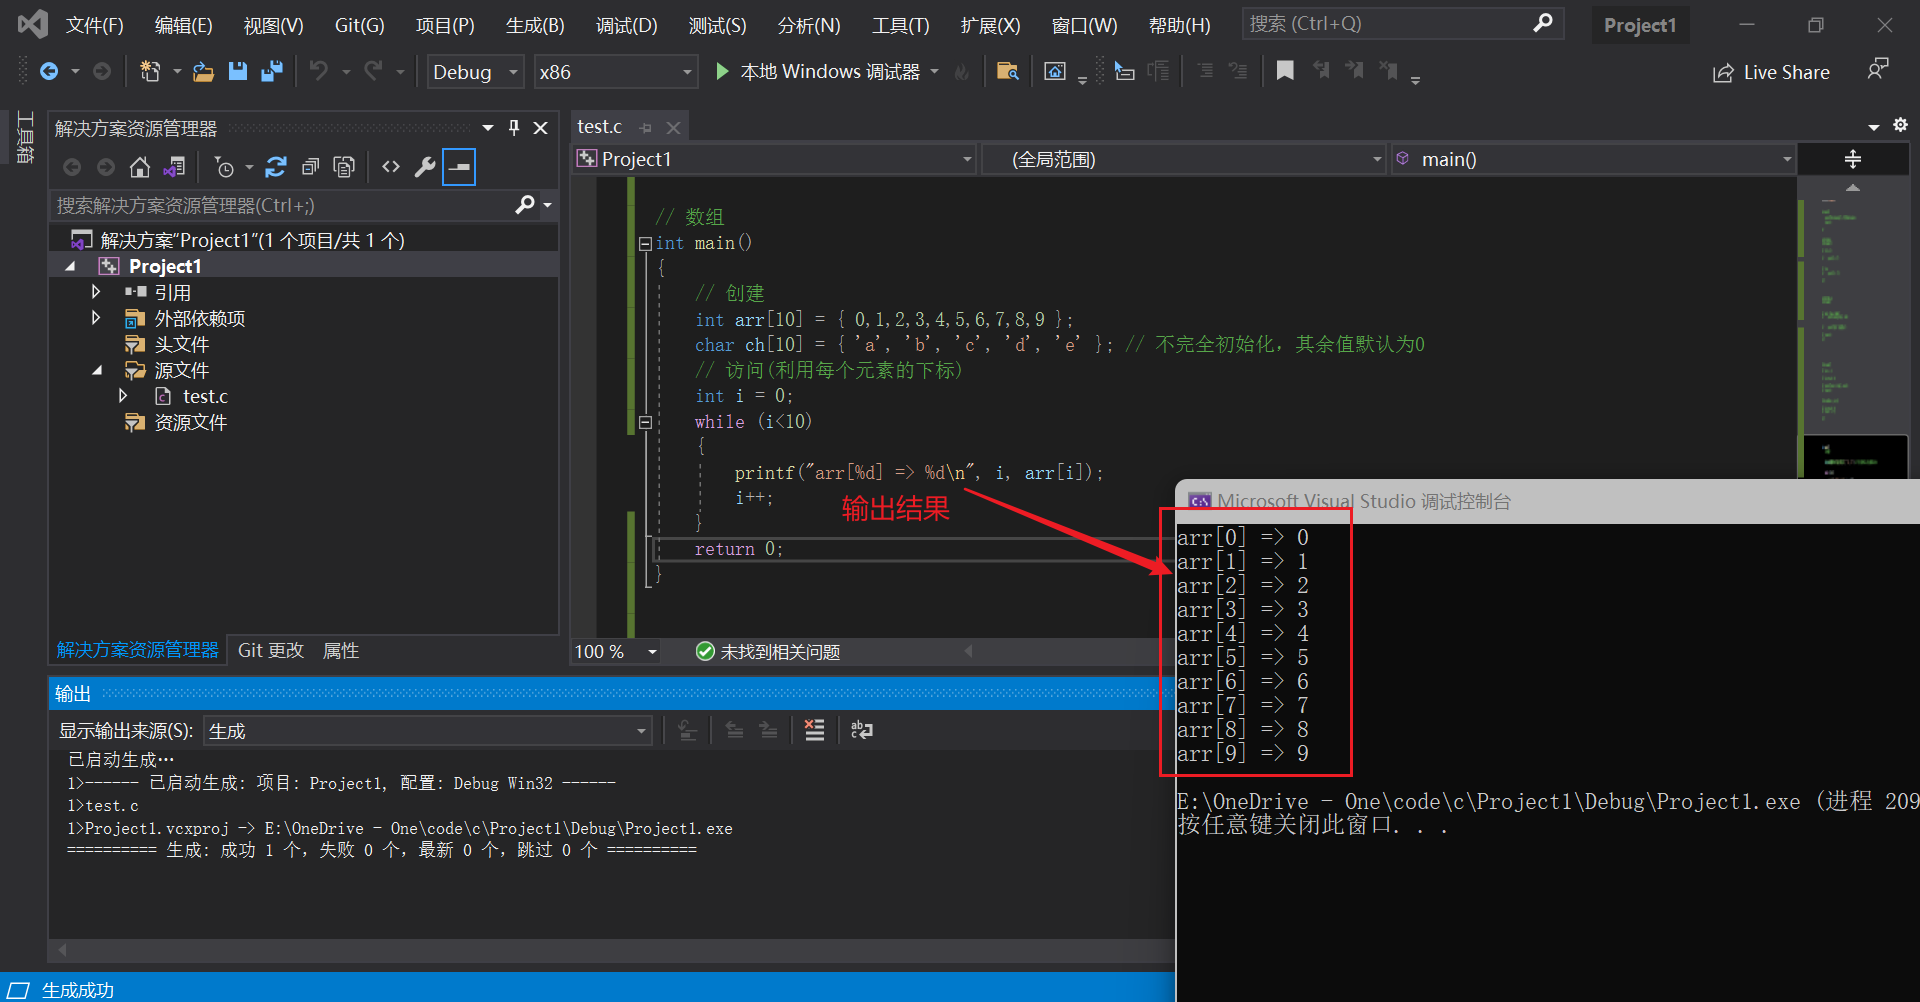 文件(F) 编辑(E) 视图(V) Git(G) 项目(P) 生成(B) 调试(D) 测试(S) 分析(N) 工具(T) 扩展(X) 窗口(W) 帮助(H) 搜索 (Ctrl+Q) Project1
Debug x86 本地 Windows 调试器 Live Share
工具箱
解决方案资源管理器
搜索解决方案资源管理器(Ctrl+;)
解决方案"Project1"(1 个项目/共 1 个)
Project1
引用
外部依赖项
头文件
源文件
test.c
资源文件
解决方案资源管理器 Git 更改 属性
test.c
Project1 (全局范围) main()
// 数组
int main()
{
// 创建
int arr[10] = { 0,1,2,3,4,5,6,7,8,9 };
char ch[10] = { 'a', 'b', 'c', 'd', 'e' }; // 不完全初始化，其余值默认为0
// 访问(利用每个元素的下标)
int i = 0;
while (i<10)
{
printf("arr[%d] => %d\n", i, arr[i]);
i++;
}
return 0;
}
输出结果
100 % 未找到相关问题
输出
显示输出来源(S): 生成
已启动生成…
1>------ 已启动生成: 项目: Project1, 配置: Debug Win32 ------
1>test.c
1>Project1.vcxproj -> E:\OneDrive - One\code\c\Project1\Debug\Project1.exe
========== 生成: 成功 1 个，失败 0 个，最新 0 个，跳过 0 个 ==========
生成成功
Microsoft Visual Studio 调试控制台
arr[0] => 0
arr[1] => 1
arr[2] => 2
arr[3] => 3
arr[4] => 4
arr[5] => 5
arr[6] => 6
arr[7] => 7
arr[8] => 8
arr[9] => 9
E:\OneDrive - One\code\c\Project1\Debug\Project1.exe (进程 209
按任意键关闭此窗口. . .